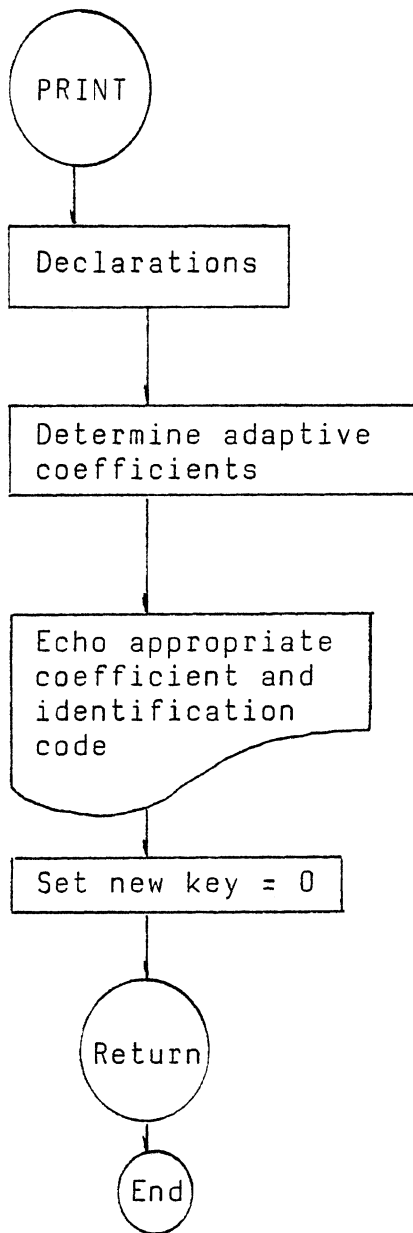 PRINT
Declarations
Determine adaptive
coefficients
Echo appropriate
coefficient and
identification
code
Set new key = 0
Return
End